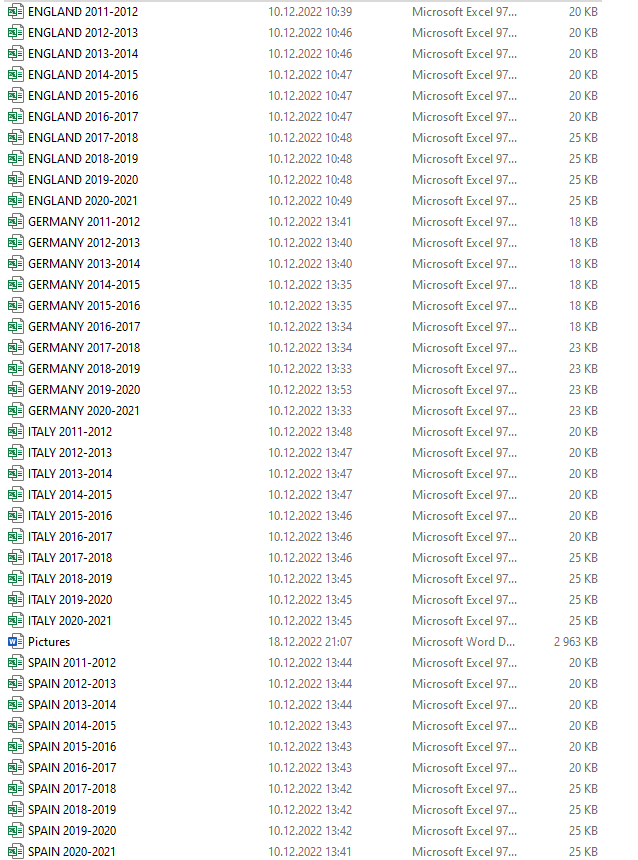 ENGLAND 2011-2012 10.12.2022 10:39 Microsoft Excel 97... 20 KB
ENGLAND 2012-2013 10.12.2022 10:46 Microsoft Excel 97... 20 KB
ENGLAND 2013-2014 10.12.2022 10:46 Microsoft Excel 97... 20 KB
ENGLAND 2014-2015 10.12.2022 10:47 Microsoft Excel 97... 20 KB
ENGLAND 2015-2016 10.12.2022 10:47 Microsoft Excel 97... 20 KB
ENGLAND 2016-2017 10.12.2022 10:47 Microsoft Excel 97... 20 KB
ENGLAND 2017-2018 10.12.2022 10:48 Microsoft Excel 97... 25 KB
ENGLAND 2018-2019 10.12.2022 10:48 Microsoft Excel 97... 25 KB
ENGLAND 2019-2020 10.12.2022 10:48 Microsoft Excel 97... 25 KB
ENGLAND 2020-2021 10.12.2022 10:49 Microsoft Excel 97... 25 KB
GERMANY 2011-2012 10.12.2022 13:41 Microsoft Excel 97... 18 KB
GERMANY 2012-2013 10.12.2022 13:40 Microsoft Excel 97... 18 KB
GERMANY 2013-2014 10.12.2022 13:40 Microsoft Excel 97... 18 KB
GERMANY 2014-2015 10.12.2022 13:35 Microsoft Excel 97... 18 KB
GERMANY 2015-2016 10.12.2022 13:35 Microsoft Excel 97... 18 KB
GERMANY 2016-2017 10.12.2022 13:34 Microsoft Excel 97... 18 KB
GERMANY 2017-2018 10.12.2022 13:34 Microsoft Excel 97... 23 KB
GERMANY 2018-2019 10.12.2022 13:33 Microsoft Excel 97... 23 KB
GERMANY 2019-2020 10.12.2022 13:53 Microsoft Excel 97... 23 KB
GERMANY 2020-2021 10.12.2022 13:33 Microsoft Excel 97... 23 KB
ITALY 2011-2012 10.12.2022 13:48 Microsoft Excel 97... 20 KB
ITALY 2012-2013 10.12.2022 13:47 Microsoft Excel 97... 20 KB
ITALY 2013-2014 10.12.2022 13:47 Microsoft Excel 97... 20 KB
ITALY 2014-2015 10.12.2022 13:47 Microsoft Excel 97... 20 KB
ITALY 2015-2016 10.12.2022 13:46 Microsoft Excel 97... 20 KB
ITALY 2016-2017 10.12.2022 13:46 Microsoft Excel 97... 20 KB
ITALY 2017-2018 10.12.2022 13:46 Microsoft Excel 97... 25 KB
ITALY 2018-2019 10.12.2022 13:45 Microsoft Excel 97... 25 KB
ITALY 2019-2020 10.12.2022 13:45 Microsoft Excel 97... 25 KB
ITALY 2020-2021 10.12.2022 13:45 Microsoft Excel 97... 25 KB
Pictures 18.12.2022 21:07 Microsoft Word D... 2 963 KB
SPAIN 2011-2012 10.12.2022 13:44 Microsoft Excel 97... 20 KB
SPAIN 2012-2013 10.12.2022 13:44 Microsoft Excel 97... 20 KB
SPAIN 2013-2014 10.12.2022 13:44 Microsoft Excel 97... 20 KB
SPAIN 2014-2015 10.12.2022 13:43 Microsoft Excel 97... 20 KB
SPAIN 2015-2016 10.12.2022 13:43 Microsoft Excel 97... 20 KB
SPAIN 2016-2017 10.12.2022 13:43 Microsoft Excel 97... 20 KB
SPAIN 2017-2018 10.12.2022 13:42 Microsoft Excel 97... 25 KB
SPAIN 2018-2019 10.12.2022 13:42 Microsoft Excel 97... 25 KB
SPAIN 2019-2020 10.12.2022 13:42 Microsoft Excel 97... 25 KB
SPAIN 2020-2021 10.12.2022 13:41 Microsoft Excel 97... 25 KB